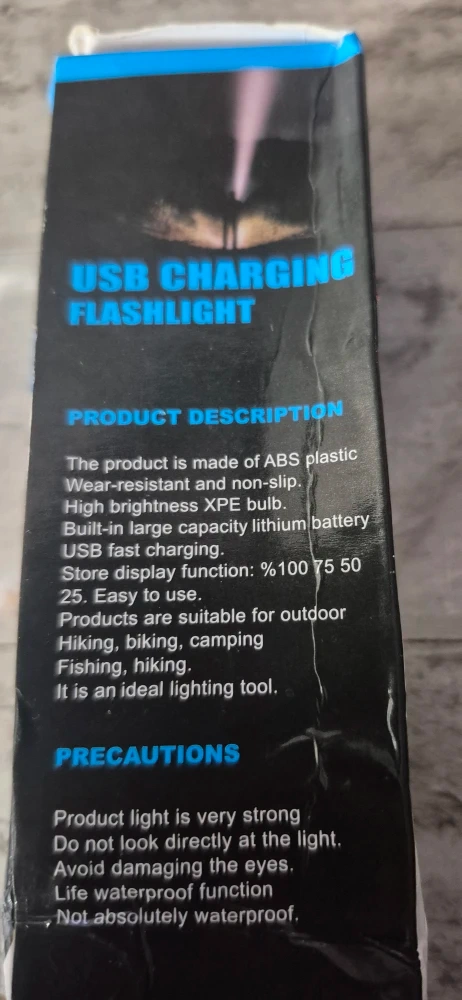 USB CHARGING
FLASHLIGHT
PRODUCT DESCRIPTION
The product is made of ABS plastic
Wear-resistant and non-slip.
High brightness XPE bulb.
Built-in large capacity lithium battery
USB fast charging.
Store display function: %100 75 50
25. Easy to use.
Products are suitable for outdoor
Hiking, biking, camping
Fishing, hiking.
It is an ideal lighting tool.
PRECAUTIONS
Product light is very strong
Do not look directly at the light.
Avoid damaging the eyes.
Life waterproof function
Not absolutely waterproof.